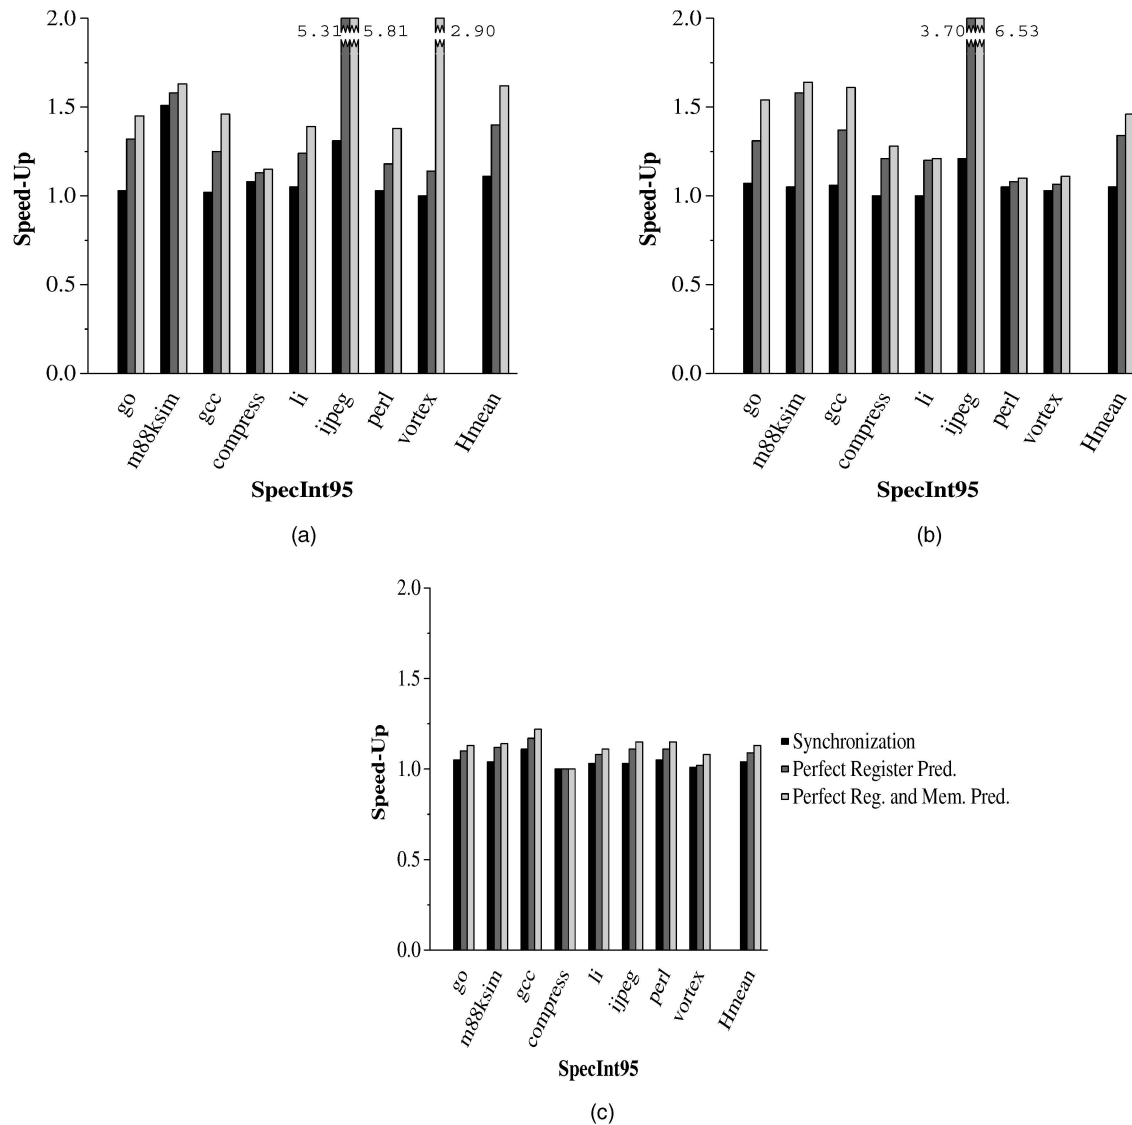 2.0
1.5
1.0
0.5
0.0
Speed-Up
5.31 5.81 2.90
go m88ksim gcc compress li ijpeg perl vortex Hmean
SpecInt95
(a)
2.0
1.5
1.0
0.5
0.0
Speed-Up
3.70 6.53
go m88ksim gcc compress li ijpeg perl vortex Hmean
SpecInt95
(b)
2.0
1.5
1.0
0.5
0.0
Speed-Up
Synchronization
Perfect Register Pred.
Perfect Reg. and Mem. Pred.
go m88ksim gcc compress li ijpeg perl vortex Hmean
SpecInt95
(c)